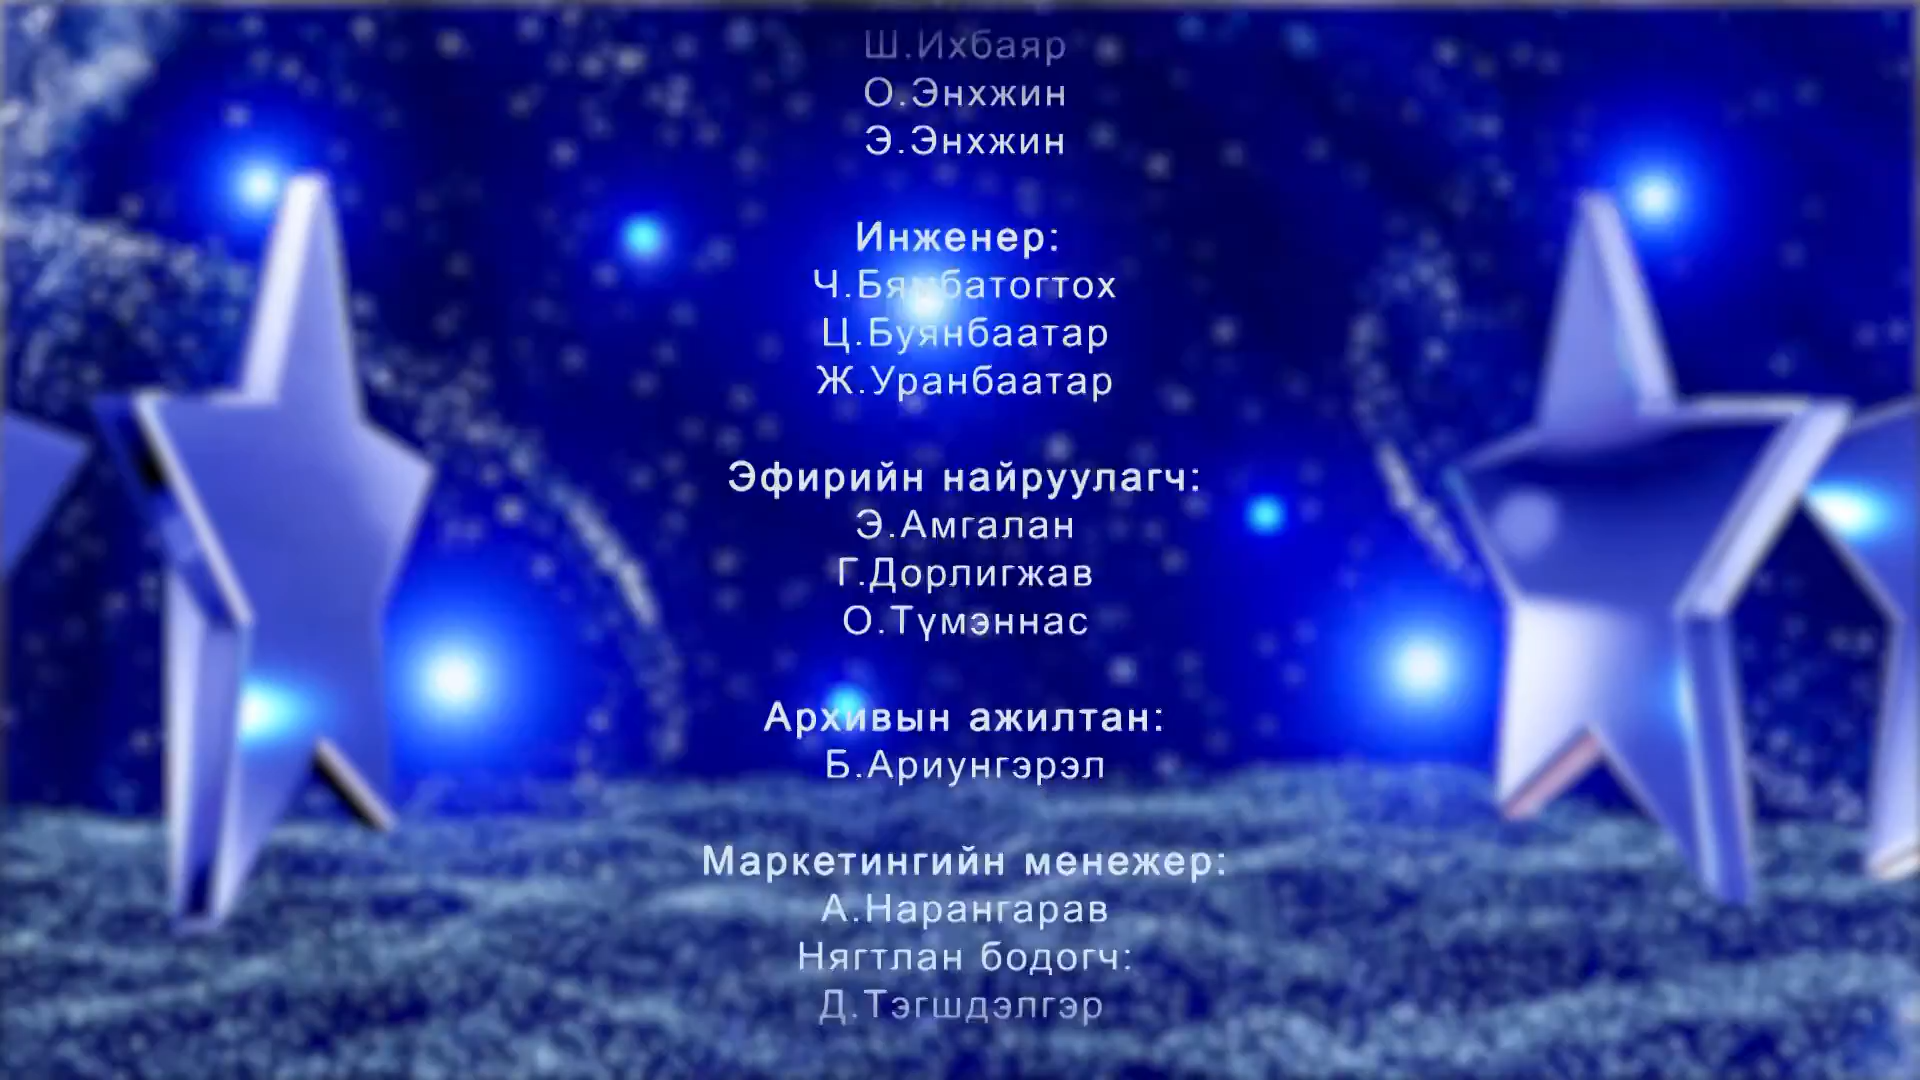 Ш.Ихбаяр
О.Энхжин
Э.Энхжин
Инженер:
Ч.Бямбатогтох
Ц.Буянбаатар
Ж.Уранбаатар
Эфирийн найруулагч:
Э.Амгалан
Г.Дорлигжав
О.Түмэннас
Архивын ажилтан:
Б.Ариунгэрэл
Маркетингийн менежер:
А.Нарангарав
Нягтлан бодогч:
Д.Тэгшдэлгэр